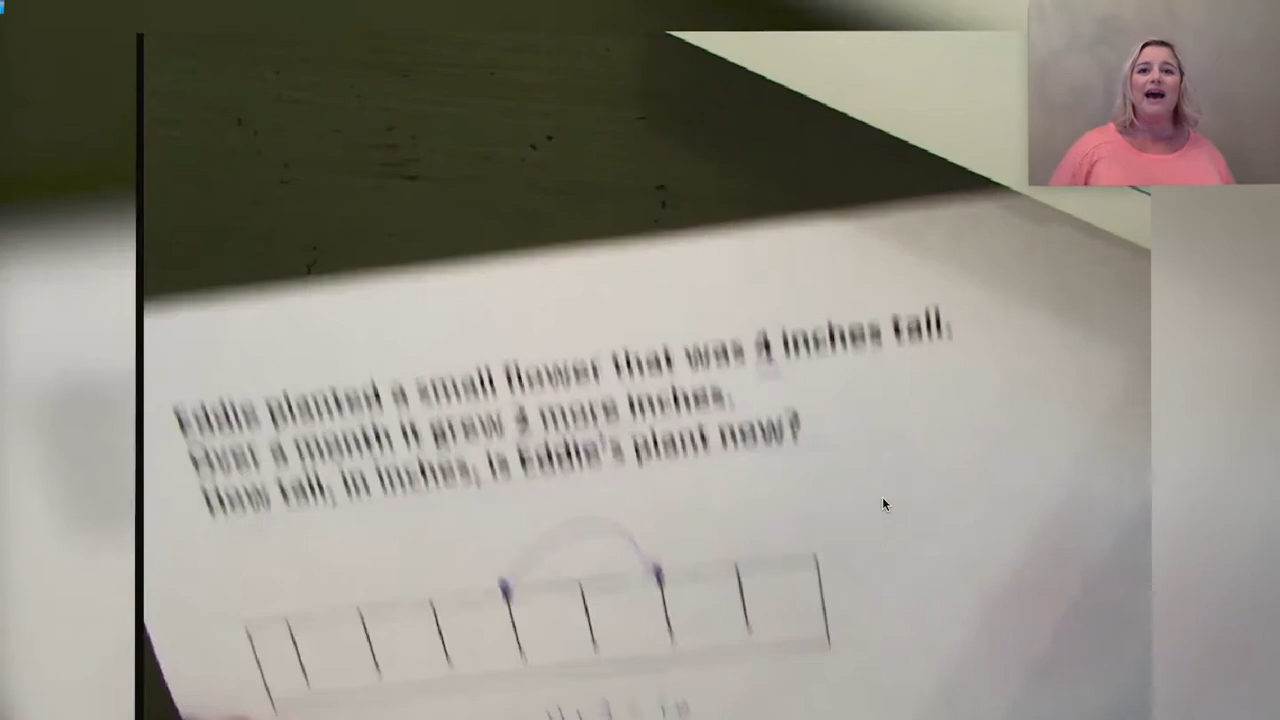 Eddie planted a small flower that was 4 inches tall.
Over a month it grew more inches.
How tall, in inches, is Eddie's plant now?